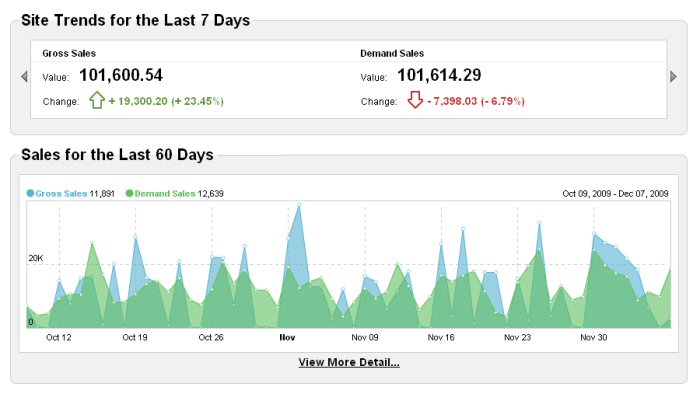 Site Trends for the Last 7 Days
Gross Sales Demand Sales
Value: 101,600.54 Value: 101,614.29
Change: + 19,300.20 (+ 23.45%) Change: - 7,398.03 (- 6.79%)
Sales for the Last 60 Days
Gross Sales 11,891 Demand Sales 12,639 Oct 09, 2009 - Dec 07, 2009
20K
0
Oct 12 Oct 19 Oct 26 Nov Nov 09 Nov 16 Nov 23 Nov 30
View More Detail...